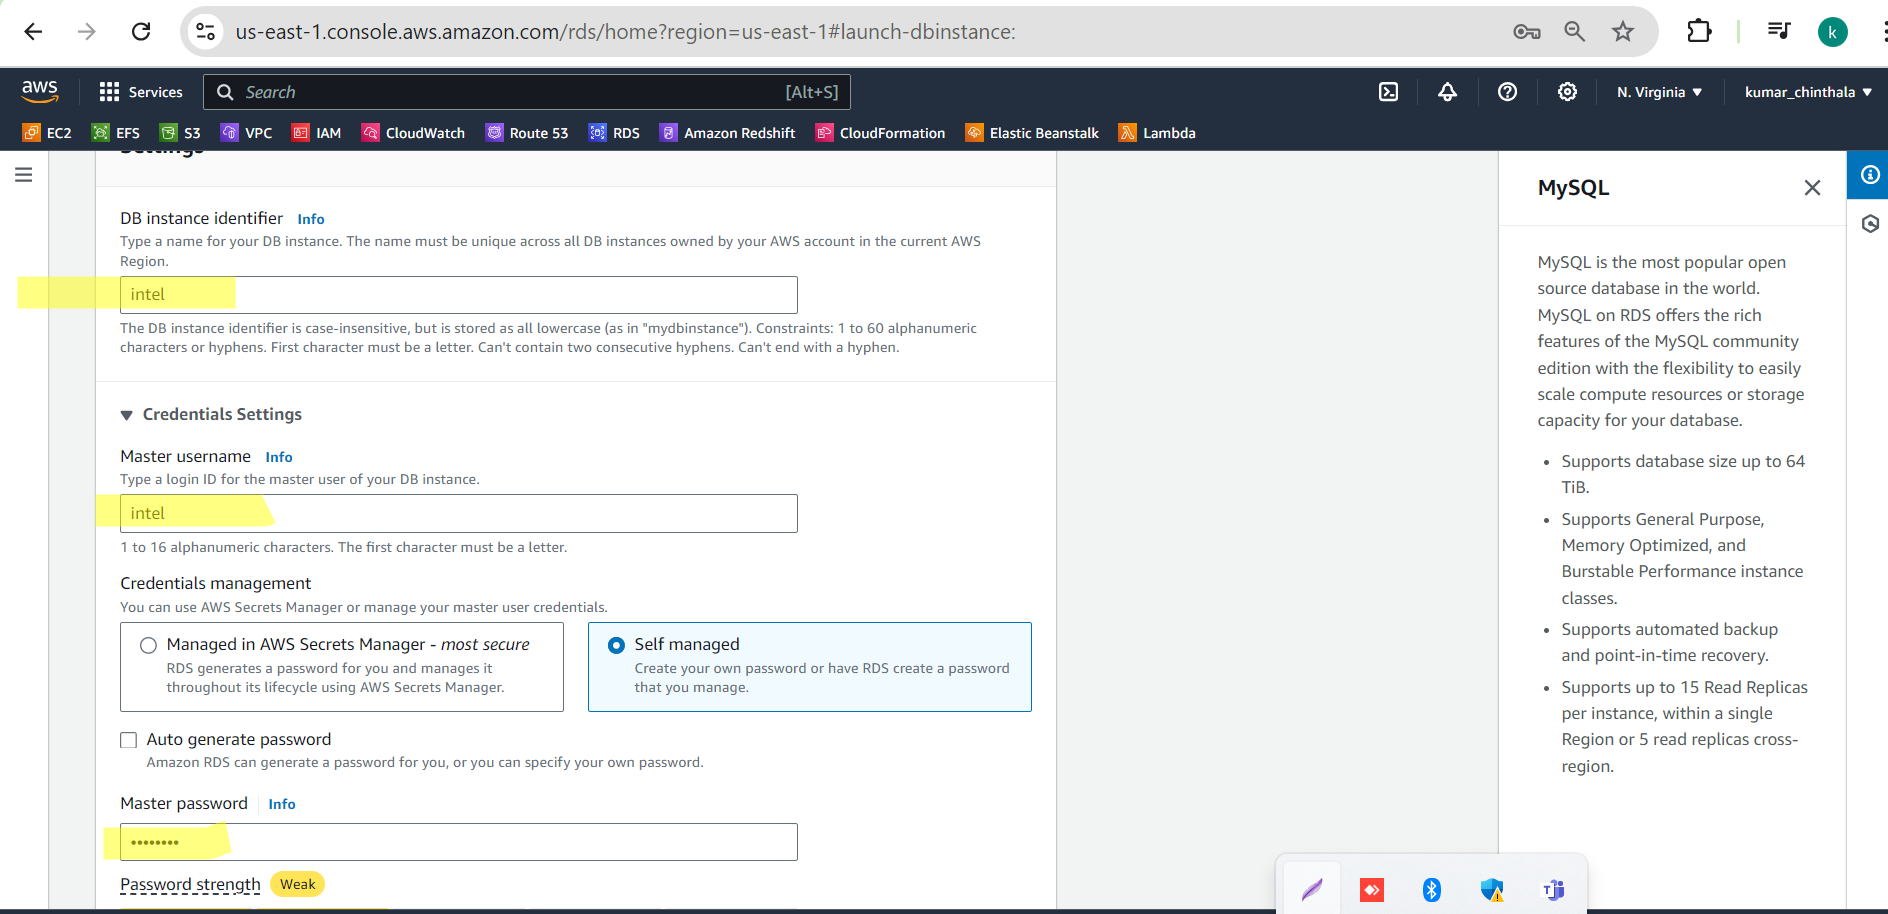 us-east-1.console.aws.amazon.com/rds/home?region=us-east-1#launch-dbinstance:
k
aws
Services
Search
[Alt+S]
N. Virginia
kumar_chinthala
EC2
EFS
S3
VPC
IAM
CloudWatch
Route 53
RDS
Amazon Redshift
CloudFormation
Elastic Beanstalk
Lambda
Settings
DB instance identifier Info
Type a name for your DB instance. The name must be unique across all DB instances owned by your AWS account in the current AWS
Region.
intel
The DB instance identifier is case-insensitive, but is stored as all lowercase (as in "mydbinstance"). Constraints: 1 to 60 alphanumeric
characters or hyphens. First character must be a letter. Can't contain two consecutive hyphens. Can't end with a hyphen.
Credentials Settings
Master username Info
Type a login ID for the master user of your DB instance.
intel
1 to 16 alphanumeric characters. The first character must be a letter.
Credentials management
You can use AWS Secrets Manager or manage your master user credentials.
Managed in AWS Secrets Manager - most secure
RDS generates a password for you and manages it
throughout its lifecycle using AWS Secrets Manager.
Self managed
Create your own password or have RDS create a password
that you manage.
Auto generate password
Amazon RDS can generate a password for you, or you can specify your own password.
Master password Info
••••••••
Password strength Weak
MySQL
MySQL is the most popular open
source database in the world.
MySQL on RDS offers the rich
features of the MySQL community
edition with the flexibility to easily
scale compute resources or storage
capacity for your database.
• Supports database size up to 64
TiB.
• Supports General Purpose,
Memory Optimized, and
Burstable Performance instance
classes.
• Supports automated backup
and point-in-time recovery.
• Supports up to 15 Read Replicas
per instance, within a single
Region or 5 read replicas cross-
region.